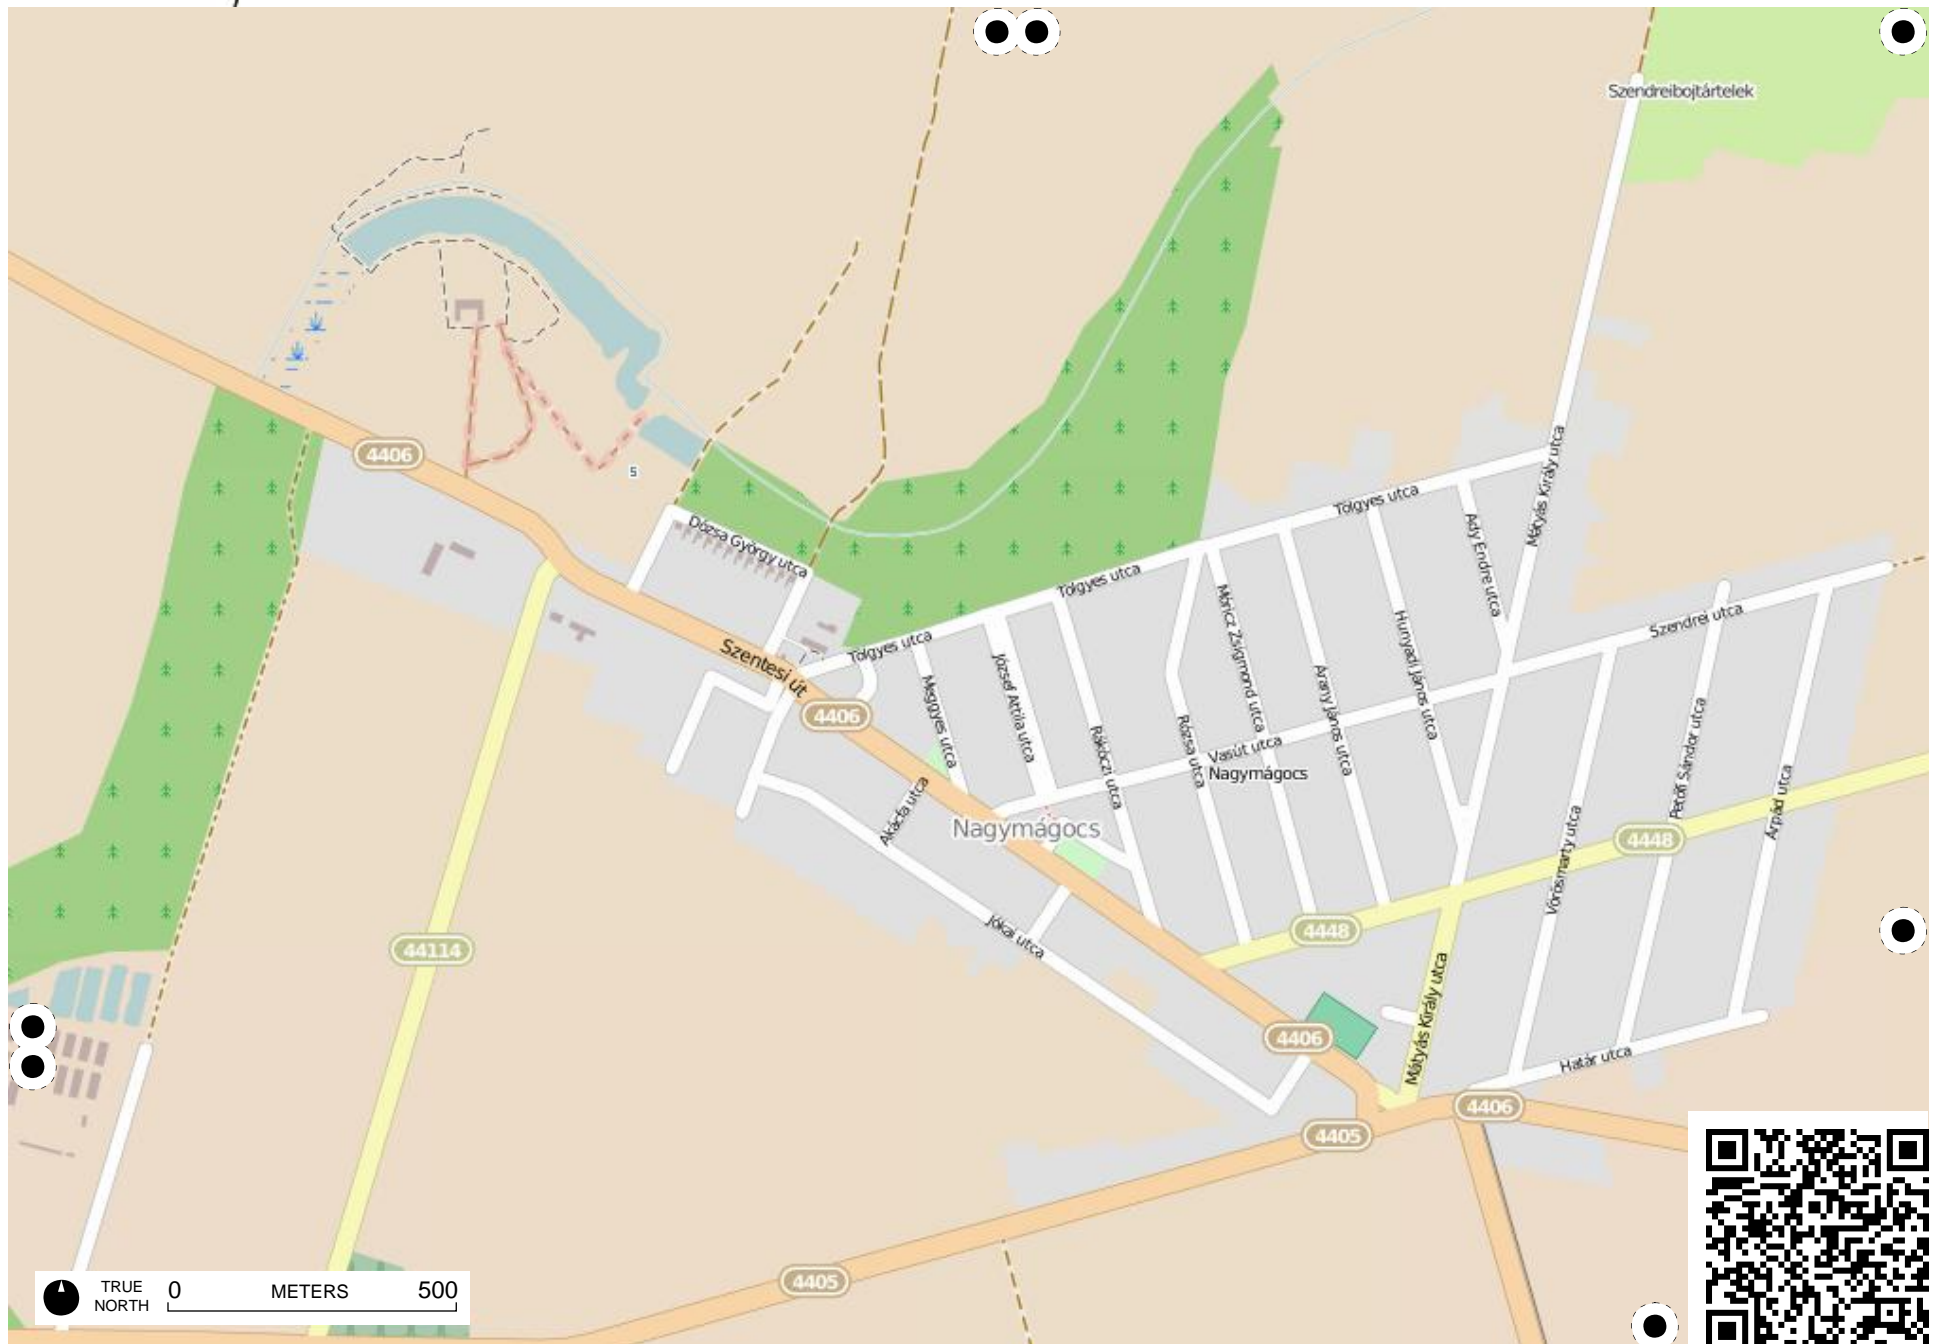 Szendreibojtártelek
4406
5
Dózsa György utca
Tölgyes utca
Mátyás Király utca
Ady Endre utca
Tölgyes utca
Szentesi út
Tölgyes utca
4406
Meggyes utca
József Attila utca
Rákóczi utca
Rózsa utca
Móricz Zsigmond utca
Arany János utca
Hunyadi János utca
Szendrei utca
Vasút utca
Nagymágocs
Petőfi Sándor utca
Árpád utca
Vörösmarty utca
Akácfa utca
Nagymágocs
4448
4448
44114
Jókai utca
Mátyás Király utca
4406
Határ utca
4406
4405
4405
TRUE NORTH
0 METERS 500